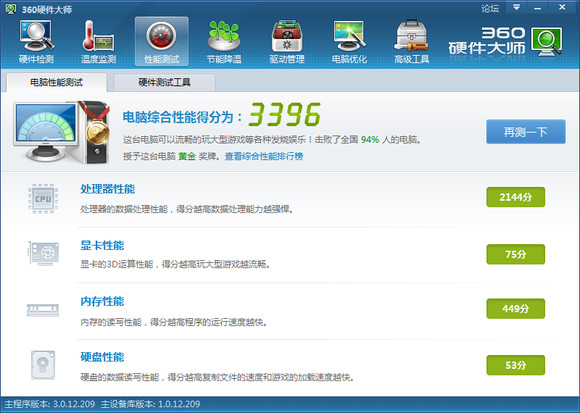 360硬件大师
论坛
硬件检测
温度监测
性能测试
节能降温
驱动管理
电脑优化
高级工具
360
硬件大师
电脑性能测试
硬件测试工具
电脑综合性能得分为：3396
这台电脑可以流畅的玩大型游戏等各种发烧娱乐！击败了全国 94% 人的电脑。
授予这台电脑 黄金 奖牌。查看综合性能排行榜
再测一下
CPU
处理器性能
处理器的数据处理性能，得分越高数据处理能力越强悍。
2144分
显卡性能
显卡的3D运算性能，得分越高玩大型游戏越流畅。
75分
内存性能
内存的读写性能，得分越高程序的运行速度越快。
449分
硬盘性能
硬盘的数据读写性能，得分越高复制文件的速度和游戏的加载速度越快。
53分
主程序版本: 3.0.12.209 主设备库版本: 1.0.12.209